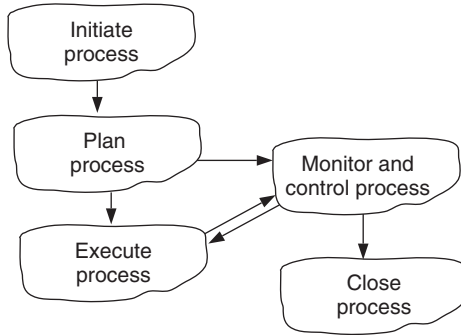 Initiate
process
Plan
process
Monitor and
control process
Execute
process
Close
process